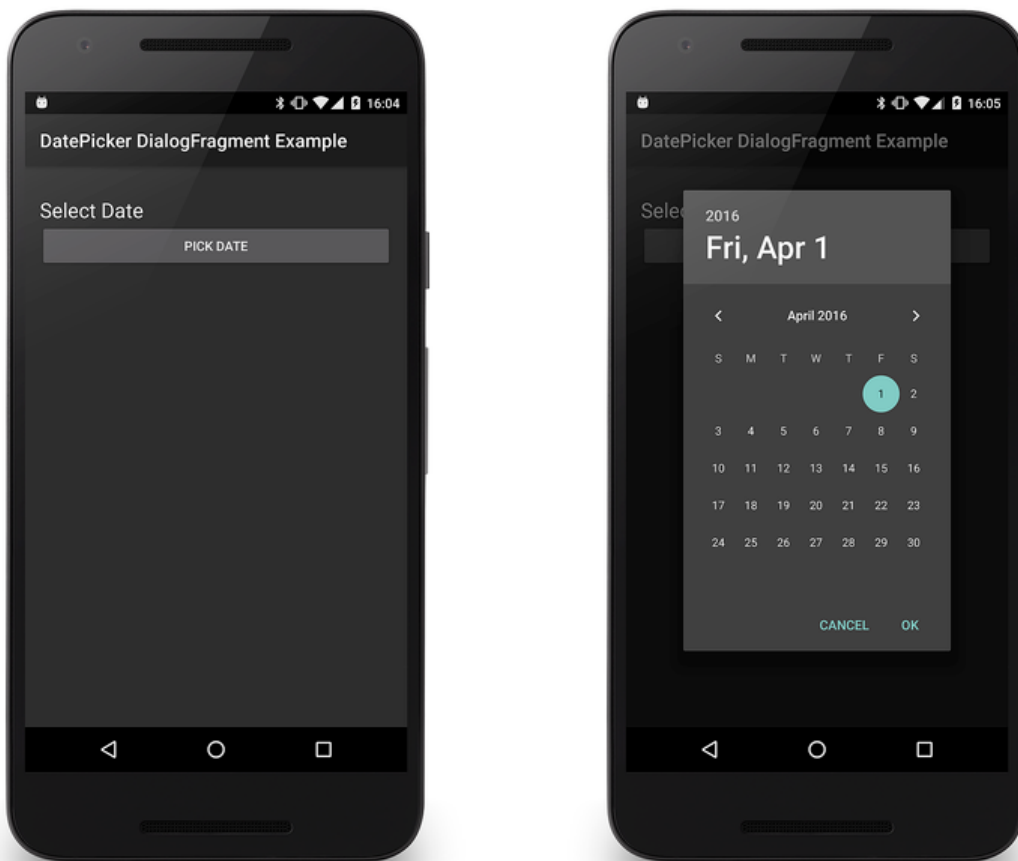 16:04
DatePicker DialogFragment Example
Select Date
PICK DATE
16:05
DatePicker DialogFragment Example
Selec
2016
Fri, Apr 1
April 2016
S M T W T F S
1 2
3 4 5 6 7 8 9
10 11 12 13 14 15 16
17 18 19 20 21 22 23
24 25 26 27 28 29 30
CANCEL OK